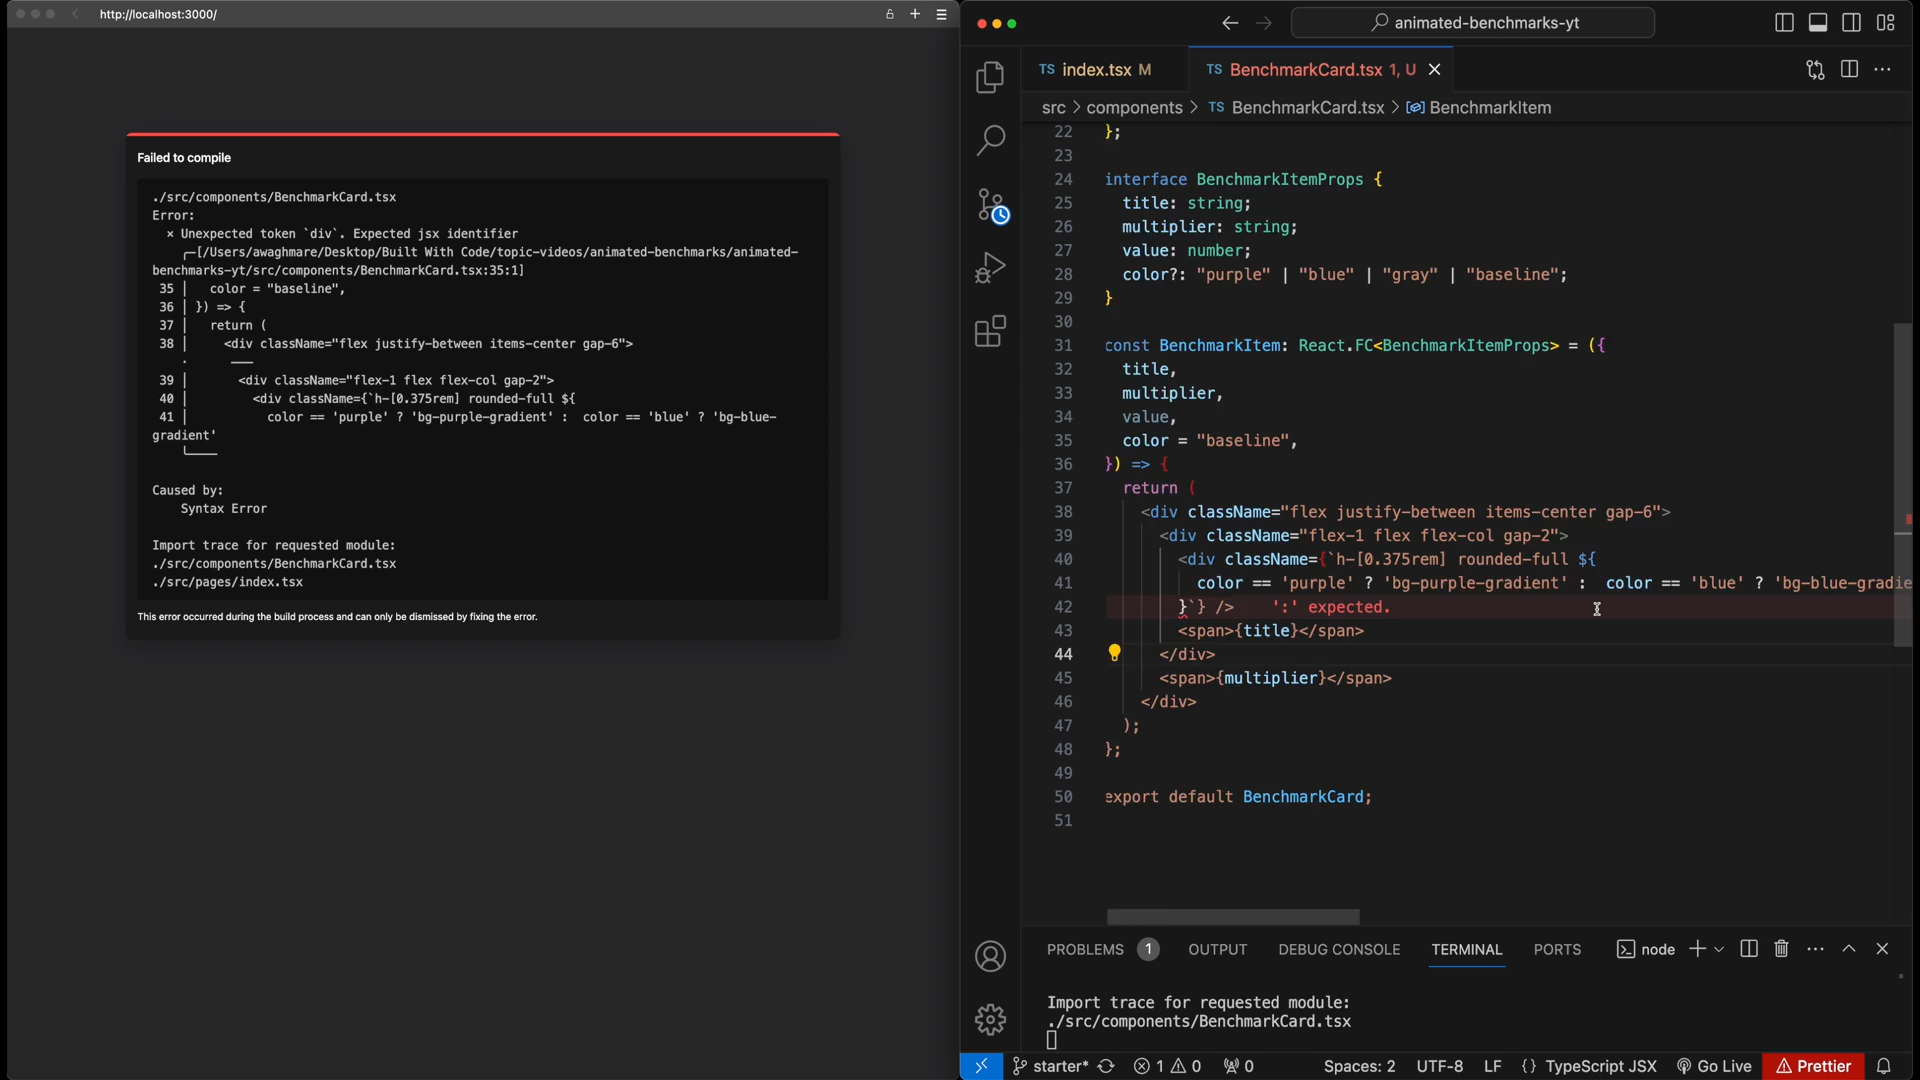 http://localhost:3000/
Failed to compile
./src/components/BenchmarkCard.tsx
Error:
× Unexpected token `div`. Expected jsx identifier
╭─[/Users/awaghmare/Desktop/Built With Code/topic-videos/animated-benchmarks/animated-
benchmarks-yt/src/components/BenchmarkCard.tsx:35:1]
35 │   color = "baseline",
36 │ }) => {
37 │   return (
38 │     <div className="flex justify-between items-center gap-6">
39 │       <div className="flex-1 flex flex-col gap-2">
40 │         <div className={`h-[0.375rem] rounded-full ${
41 │           color == 'purple' ? 'bg-purple-gradient' :  color == 'blue' ? 'bg-blue-
gradient'
Caused by:
Syntax Error
Import trace for requested module:
./src/components/BenchmarkCard.tsx
./src/pages/index.tsx
This error occurred during the build process and can only be dismissed by fixing the error.
animated-benchmarks-yt
TS index.tsx M
TS BenchmarkCard.tsx 1, U
src > components > TS BenchmarkCard.tsx > BenchmarkItem
22 };
23
24 interface BenchmarkItemProps {
25   title: string;
26   multiplier: string;
27   value: number;
28   color?: "purple" | "blue" | "gray" | "baseline";
29 }
30
31 const BenchmarkItem: React.FC<BenchmarkItemProps> = ({
32   title,
33   multiplier,
34   value,
35   color = "baseline",
36 }) => {
37   return (
38     <div className="flex justify-between items-center gap-6">
39       <div className="flex-1 flex flex-col gap-2">
40         <div className={`h-[0.375rem] rounded-full ${
41           color == 'purple' ? 'bg-purple-gradient' :  color == 'blue' ? 'bg-blue-gradie
42         }`} />    ':' expected.
43         <span>{title}</span>
44       </div>
45       <span>{multiplier}</span>
46     </div>
47   );
48 };
49
50 export default BenchmarkCard;
51
PROBLEMS 1 OUTPUT DEBUG CONSOLE TERMINAL PORTS node
Import trace for requested module:
./src/components/BenchmarkCard.tsx
starter* 1 0 0 Spaces: 2 UTF-8 LF {} TypeScript JSX Go Live Prettier